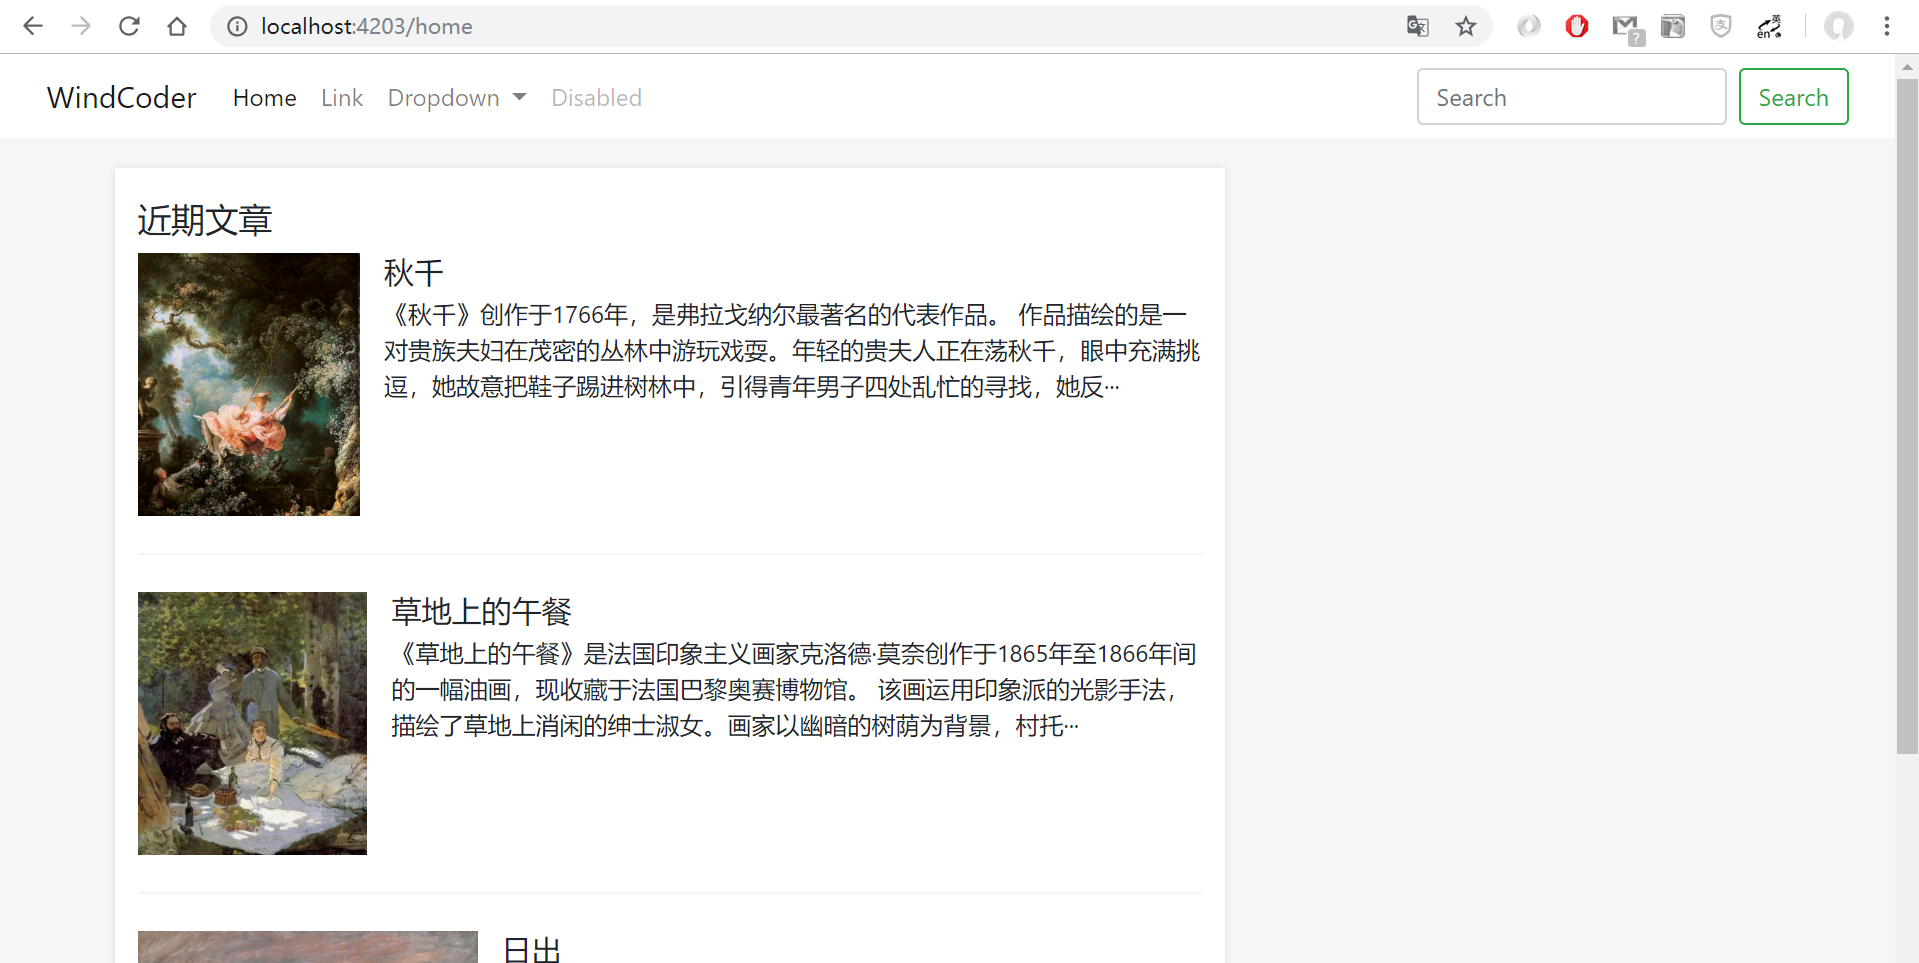 localhost:4203/home
WindCoder Home Link Dropdown Disabled Search Search
近期文章
秋千
《秋千》创作于1766年，是弗拉戈纳尔最著名的代表作品。 作品描绘的是一
对贵族夫妇在茂密的丛林中游玩戏耍。年轻的贵夫人正在荡秋千，眼中充满挑
逗，她故意把鞋子踢进树林中，引得青年男子四处乱忙的寻找，她反···
草地上的午餐
《草地上的午餐》是法国印象主义画家克洛德·莫奈创作于1865年至1866年间
的一幅油画，现收藏于法国巴黎奥赛博物馆。 该画运用印象派的光影手法，
描绘了草地上消闲的绅士淑女。画家以幽暗的树荫为背景，村托···
日出